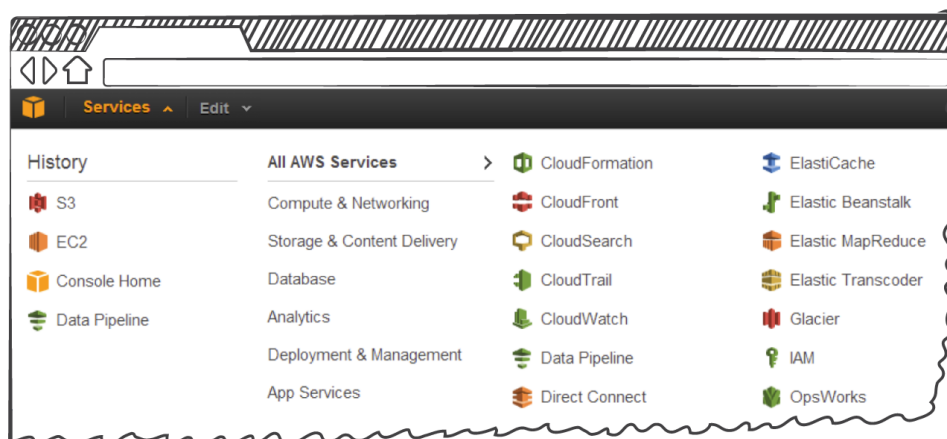 Services
Edit
History
S3
EC2
Console Home
Data Pipeline
All AWS Services
Compute & Networking
Storage & Content Delivery
Database
Analytics
Deployment & Management
App Services
CloudFormation
CloudFront
CloudSearch
CloudTrail
CloudWatch
Data Pipeline
Direct Connect
ElastiCache
Elastic Beanstalk
Elastic MapReduce
Elastic Transcoder
Glacier
IAM
OpsWorks